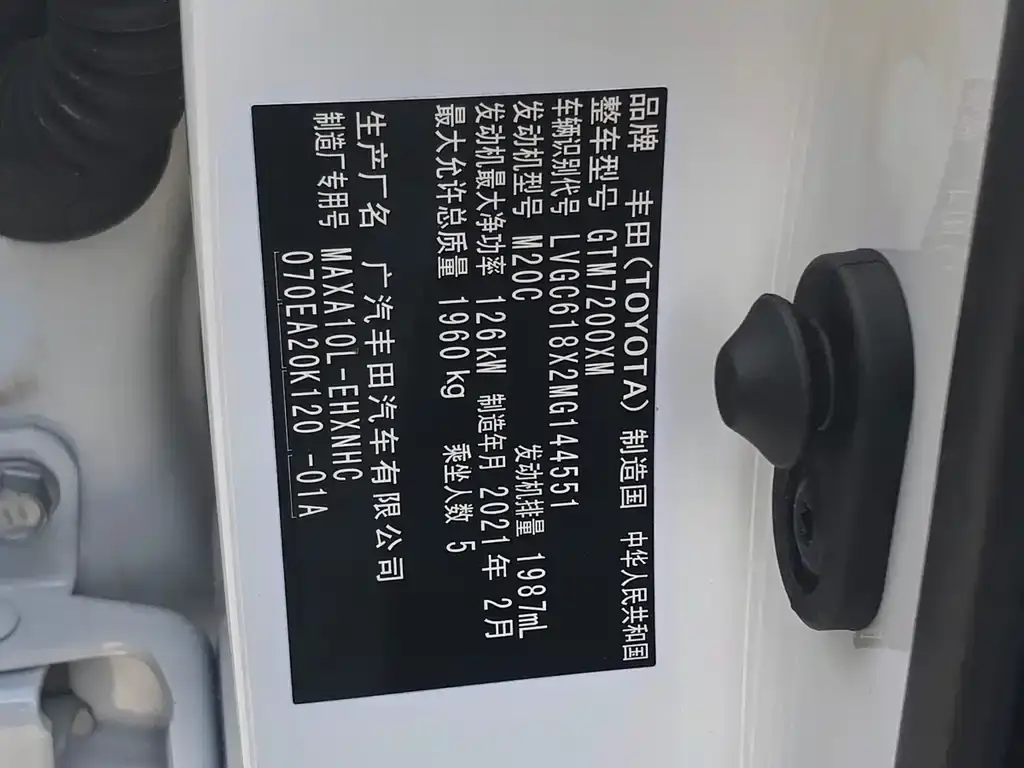 品牌 丰田(TOYOTA) 制造国 中华人民共和国
整车型号 GTM7200XM
车辆识别代号 LVGC618X2MG144551
发动机型号 M20C 发动机排量 1987mL
发动机最大净功率 126kW 制造年月 2021年 2月
最大允许总质量 1960kg 乘坐人数 5
生产厂名 广汽丰田汽车有限公司
制造厂专用号 MAXA10L-EHXNHC
070EA20K120 -01A